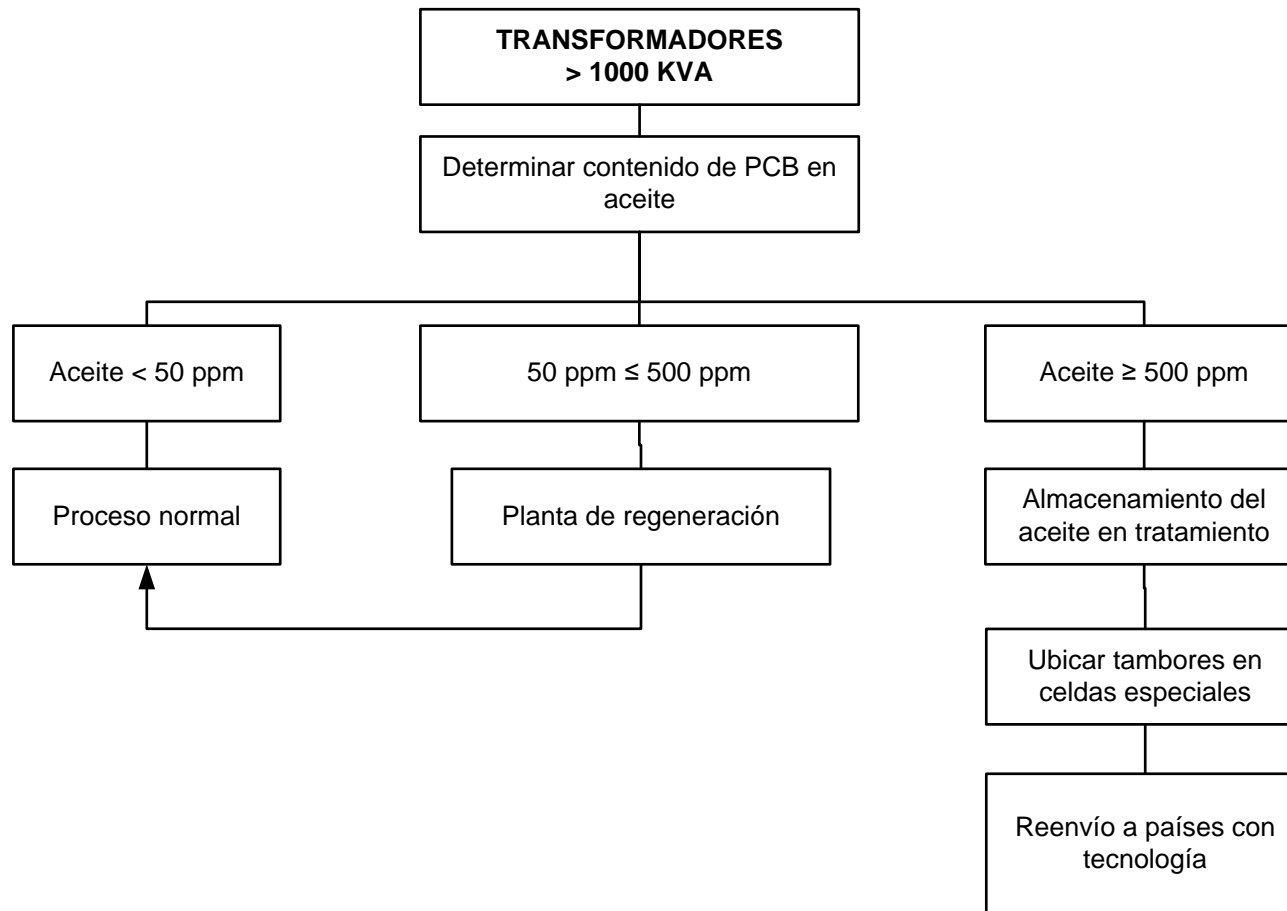 TRANSFORMADORES
> 1000 KVA
Determinar contenido de PCB en
aceite
Aceite < 50 ppm
50 ppm ≤ 500 ppm
Aceite ≥ 500 ppm
Proceso normal
Planta de regeneración
Almacenamiento del
aceite en tratamiento
Ubicar tambores en
celdas especiales
Reenvío a países con
tecnología